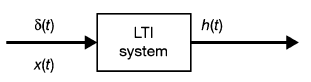 δ(t)
LTI
system
h(t)
x(t)